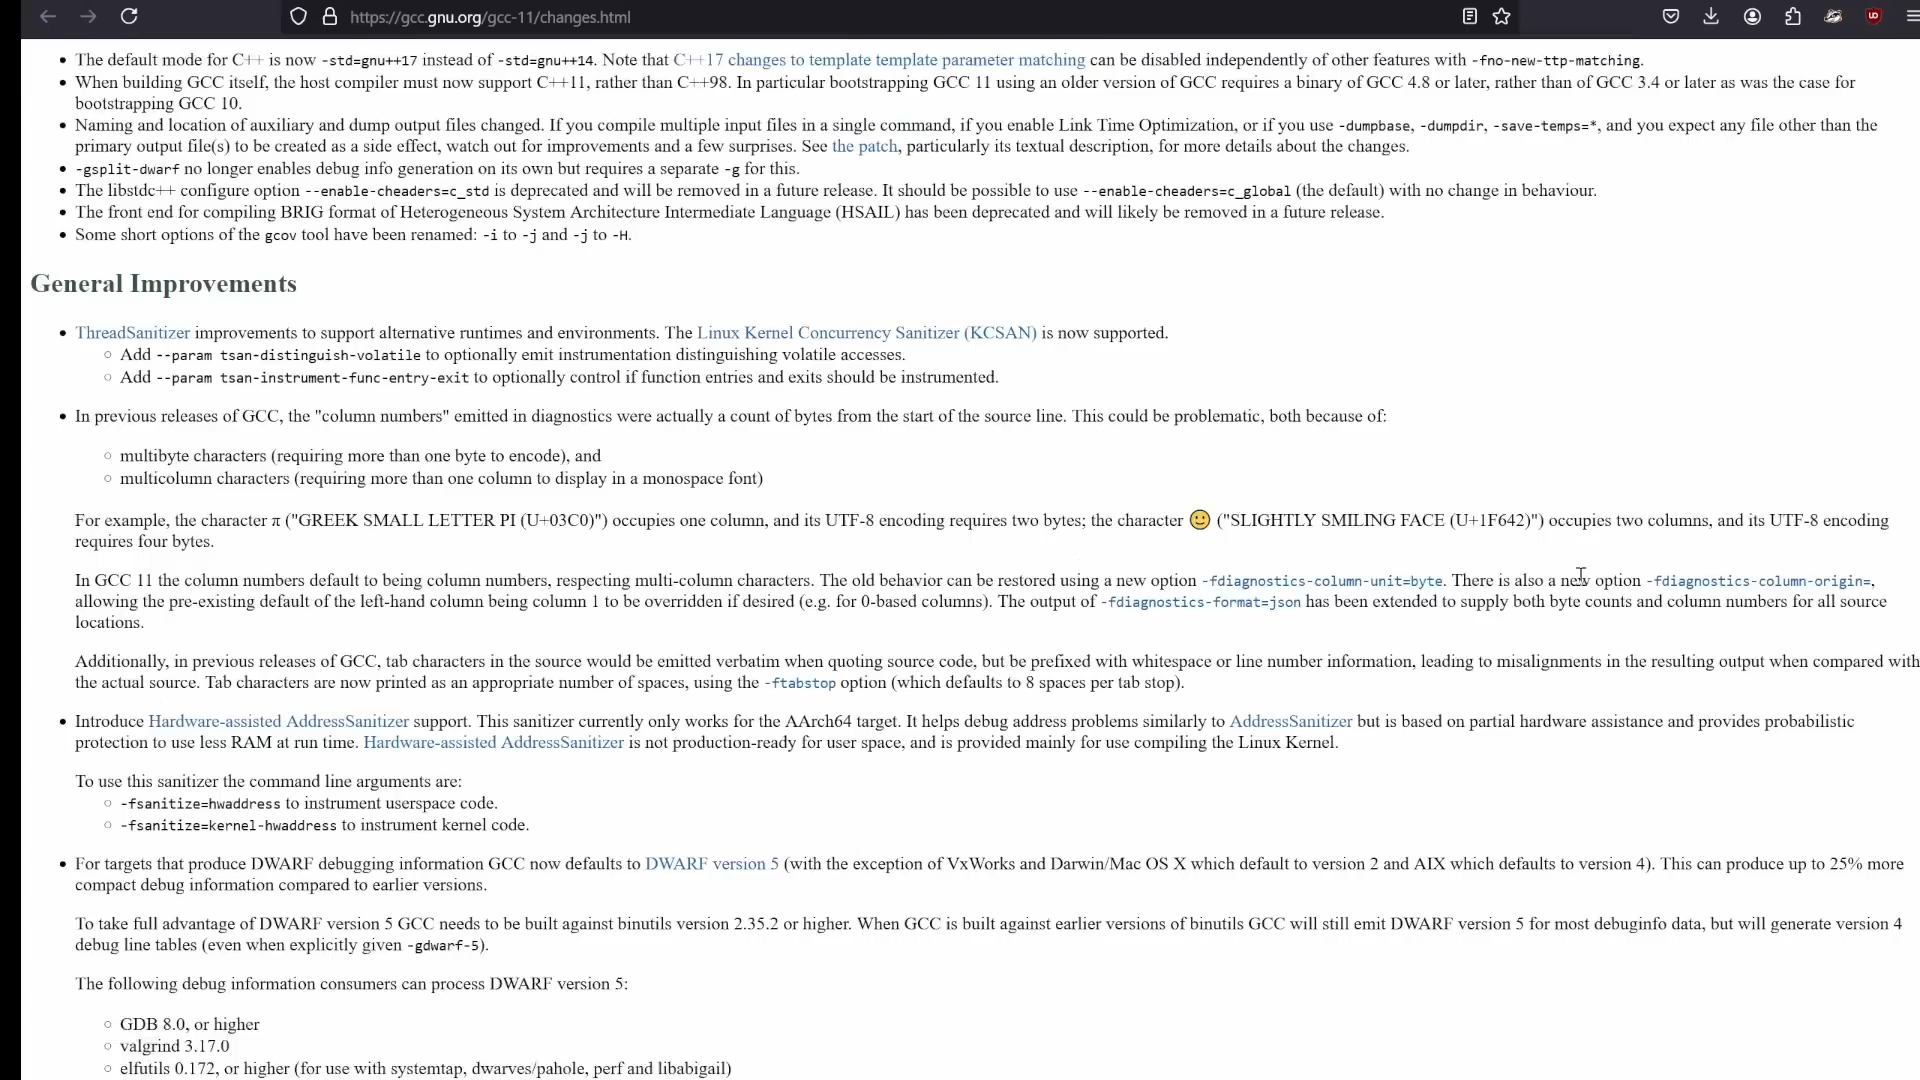 https://gcc.gnu.org/gcc-11/changes.html
The default mode for C++ is now -std=gnu++17 instead of -std=gnu++14. Note that C++17 changes to template template parameter matching can be disabled independently of other features with -fno-new-ttp-matching.
When building GCC itself, the host compiler must now support C++11, rather than C++98. In particular bootstrapping GCC 11 using an older version of GCC requires a binary of GCC 4.8 or later, rather than of GCC 3.4 or later as was the case for
bootstrapping GCC 10.
Naming and location of auxiliary and dump output files changed. If you compile multiple input files in a single command, if you enable Link Time Optimization, or if you use -dumpbase, -dumpdir, -save-temps=*, and you expect any file other than the
primary output file(s) to be created as a side effect, watch out for improvements and a few surprises. See the patch, particularly its textual description, for more details about the changes.
-gsplit-dwarf no longer enables debug info generation on its own but requires a separate -g for this.
The libstdc++ configure option --enable-cheaders=c_std is deprecated and will be removed in a future release. It should be possible to use --enable-cheaders=c_global (the default) with no change in behaviour.
The front end for compiling BRIG format of Heterogeneous System Architecture Intermediate Language (HSAIL) has been deprecated and will likely be removed in a future release.
Some short options of the gcov tool have been renamed: -i to -j and -j to -H.
General Improvements
ThreadSanitizer improvements to support alternative runtimes and environments. The Linux Kernel Concurrency Sanitizer (KCSAN) is now supported.
Add --param tsan-distinguish-volatile to optionally emit instrumentation distinguishing volatile accesses.
Add --param tsan-instrument-func-entry-exit to optionally control if function entries and exits should be instrumented.
In previous releases of GCC, the "column numbers" emitted in diagnostics were actually a count of bytes from the start of the source line. This could be problematic, both because of:
multibyte characters (requiring more than one byte to encode), and
multicolumn characters (requiring more than one column to display in a monospace font)
For example, the character π ("GREEK SMALL LETTER PI (U+03C0)") occupies one column, and its UTF-8 encoding requires two bytes; the character 🙂 ("SLIGHTLY SMILING FACE (U+1F642)") occupies two columns, and its UTF-8 encoding
requires four bytes.
In GCC 11 the column numbers default to being column numbers, respecting multi-column characters. The old behavior can be restored using a new option -fdiagnostics-column-unit=byte. There is also a new option -fdiagnostics-column-origin=,
allowing the pre-existing default of the left-hand column being column 1 to be overridden if desired (e.g. for 0-based columns). The output of -fdiagnostics-format=json has been extended to supply both byte counts and column numbers for all source
locations.
Additionally, in previous releases of GCC, tab characters in the source would be emitted verbatim when quoting source code, but be prefixed with whitespace or line number information, leading to misalignments in the resulting output when compared with
the actual source. Tab characters are now printed as an appropriate number of spaces, using the -ftabstop option (which defaults to 8 spaces per tab stop).
Introduce Hardware-assisted AddressSanitizer support. This sanitizer currently only works for the AArch64 target. It helps debug address problems similarly to AddressSanitizer but is based on partial hardware assistance and provides probabilistic
protection to use less RAM at run time. Hardware-assisted AddressSanitizer is not production-ready for user space, and is provided mainly for use compiling the Linux Kernel.
To use this sanitizer the command line arguments are:
-fsanitize=hwaddress to instrument userspace code.
-fsanitize=kernel-hwaddress to instrument kernel code.
For targets that produce DWARF debugging information GCC now defaults to DWARF version 5 (with the exception of VxWorks and Darwin/Mac OS X which default to version 2 and AIX which defaults to version 4). This can produce up to 25% more
compact debug information compared to earlier versions.
To take full advantage of DWARF version 5 GCC needs to be built against binutils version 2.35.2 or higher. When GCC is built against earlier versions of binutils GCC will still emit DWARF version 5 for most debuginfo data, but will generate version 4
debug line tables (even when explicitly given -gdwarf-5).
The following debug information consumers can process DWARF version 5:
GDB 8.0, or higher
valgrind 3.17.0
elfutils 0.172, or higher (for use with systemtap, dwarves/pahole, perf and libabigail)